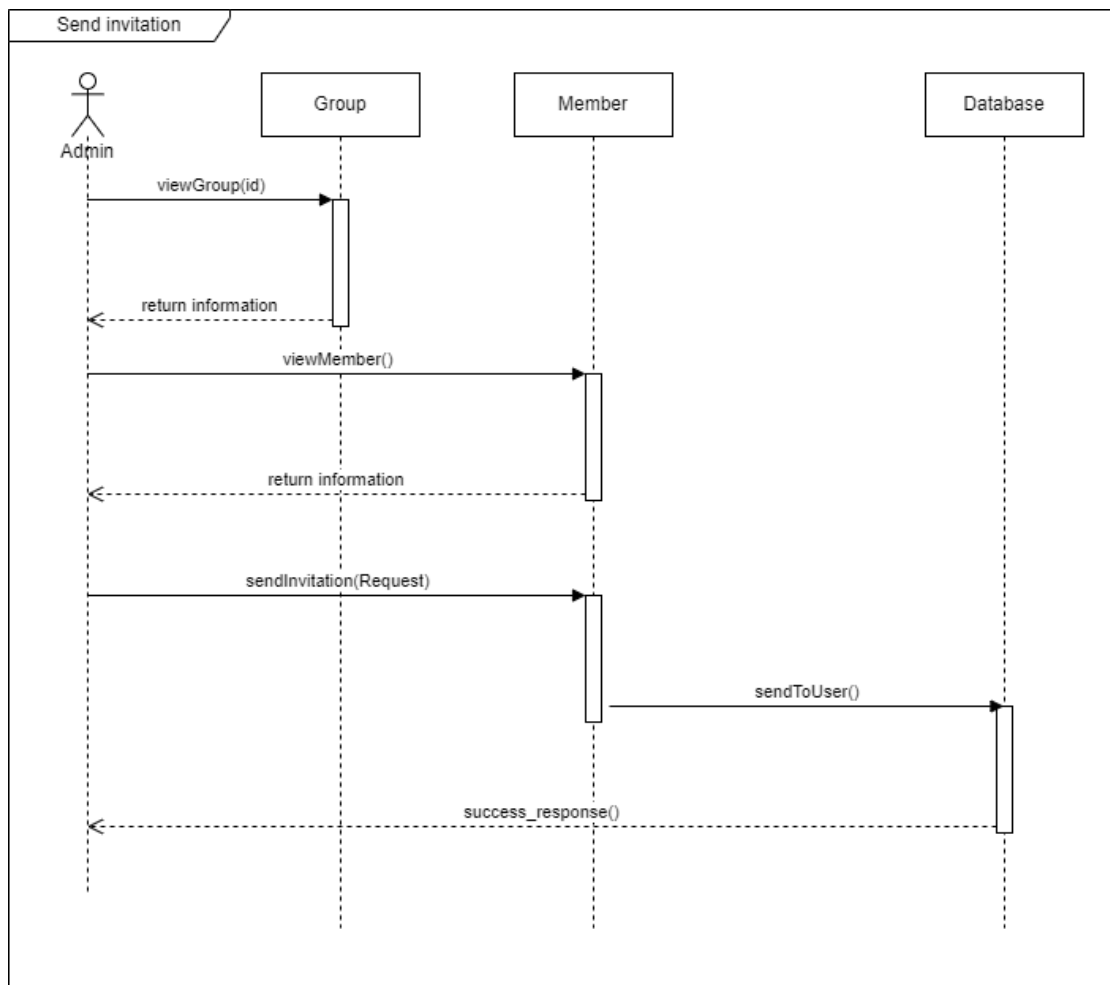 Send invitation
Admin
Group
Member
Database
viewGroup(id)
return information
viewMember()
return information
sendInvitation(Request)
sendToUser()
success_response()